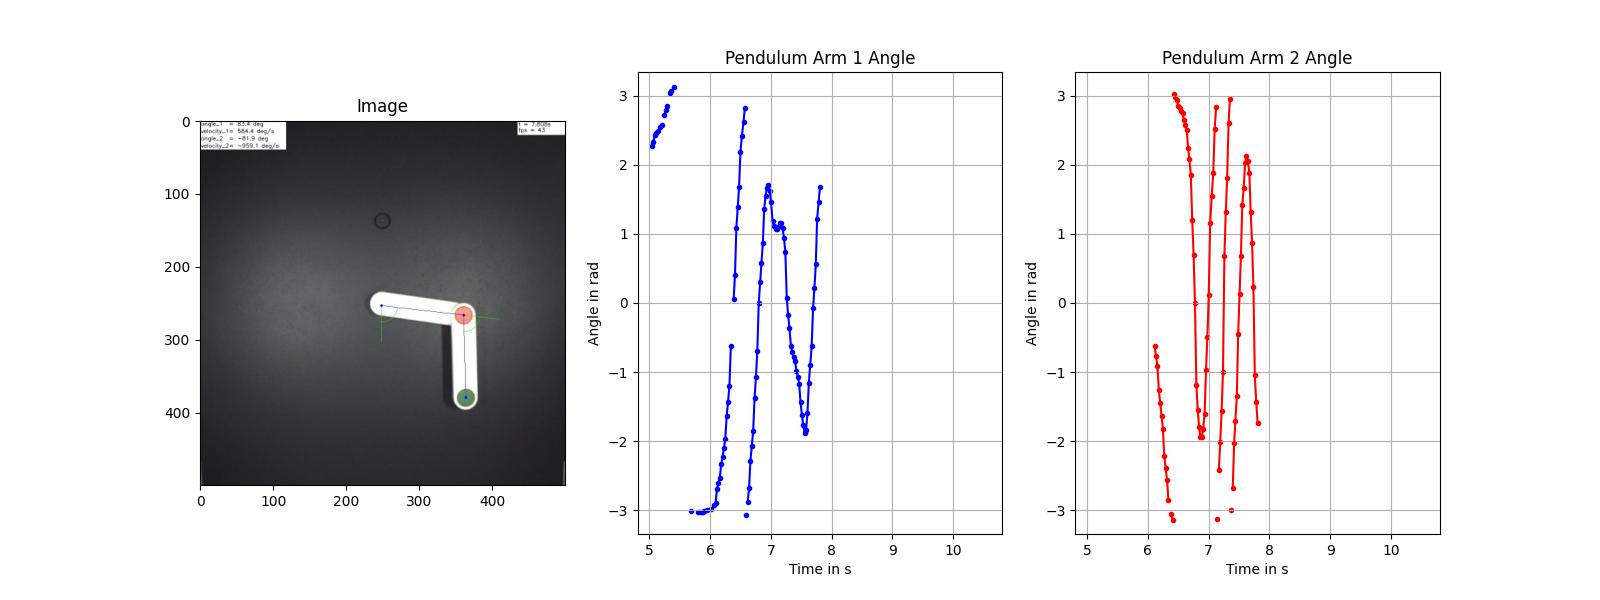 Image
angle_1 = 83.4 deg
velocity_1= 584.4 deg/s
angle_2 = -81.9 deg
velocity_2= -959.1 deg/s
t = 7.808s
fps = 43
0
100
200
300
400
0 100 200 300 400
Pendulum Arm 1 Angle
Angle in rad
3
2
1
0
−1
−2
−3
5 6 7 8 9 10
Time in s
Pendulum Arm 2 Angle
Angle in rad
3
2
1
0
−1
−2
−3
5 6 7 8 9 10
Time in s